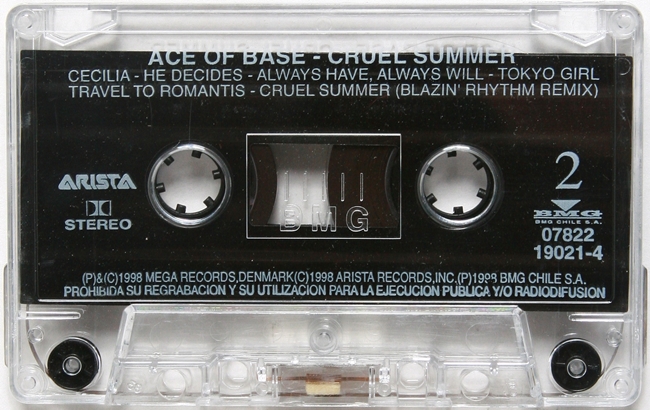 ACE OF BASE - CRUEL SUMMER
CECILIA - HE DECIDES - ALWAYS HAVE, ALWAYS WILL - TOKYO GIRL
TRAVEL TO ROMANTIS - CRUEL SUMMER (BLAZIN' RHYTHM REMIX)
ARISTA
STEREO
BMG
2
BMG
BMG CHILE S.A.
07822
19021-4
(P)&(C)1998 MEGA RECORDS,DENMARK(C)1998 ARISTA RECORDS,INC.(P)1998 BMG CHILE S.A.
PROHIBIDA SU REGRABACION Y SU UTILIZACION PARA LA EJECUCION PUBLICA Y/O RADIODIFUSION